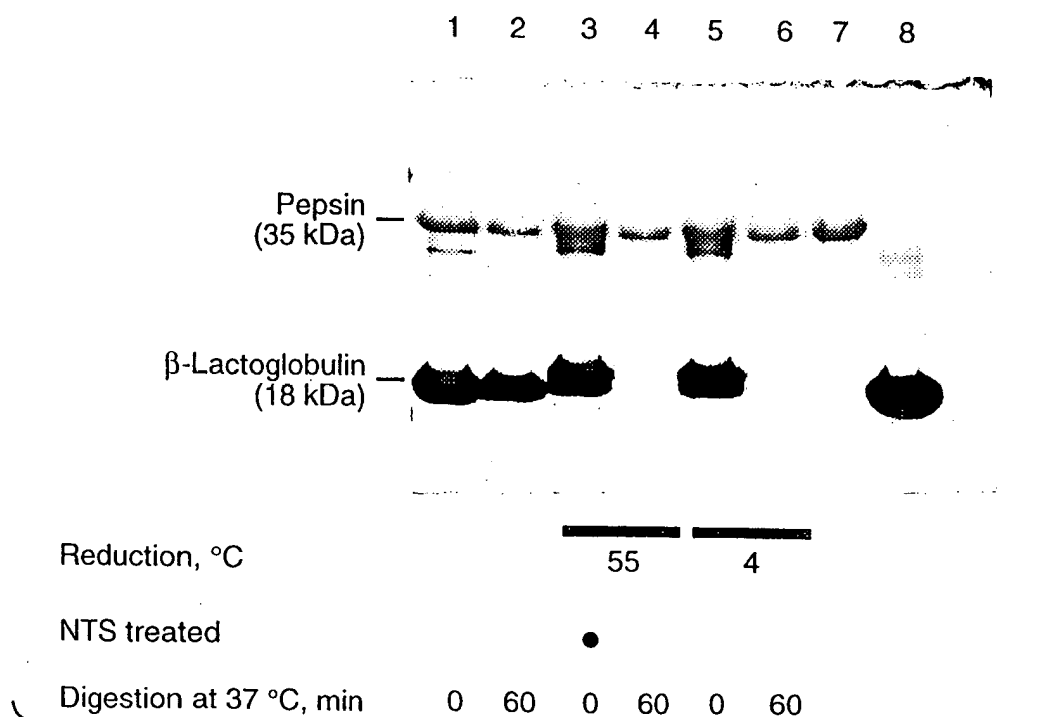 1 2 3 4 5 6 7 8
Pepsin
(35 kDa)
β-Lactoglobulin
(18 kDa)
Reduction, °C 55 4
NTS treated •
Digestion at 37 °C, min 0 60 0 60 0 60